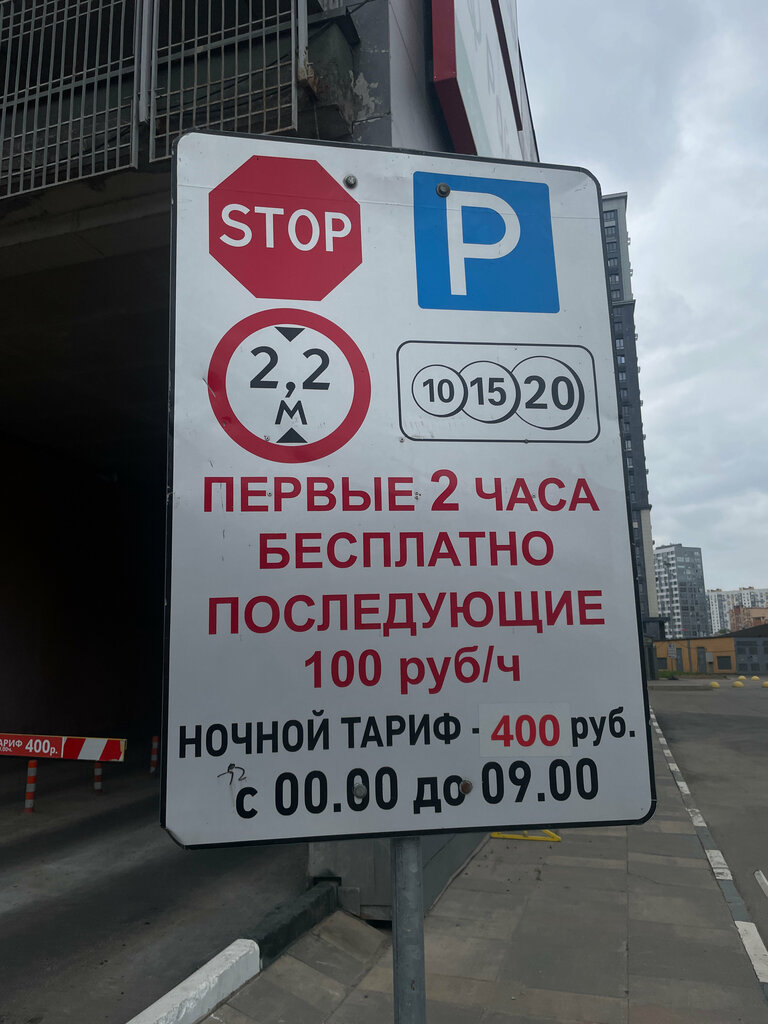 STOP
P
2,2
м
10 15 20
ПЕРВЫЕ 2 ЧАСА
БЕСПЛАТНО
ПОСЛЕДУЮЩИЕ
100 руб/ч
НОЧНОЙ ТАРИФ - 400 руб.
с 00.00 до 09.00
400р.